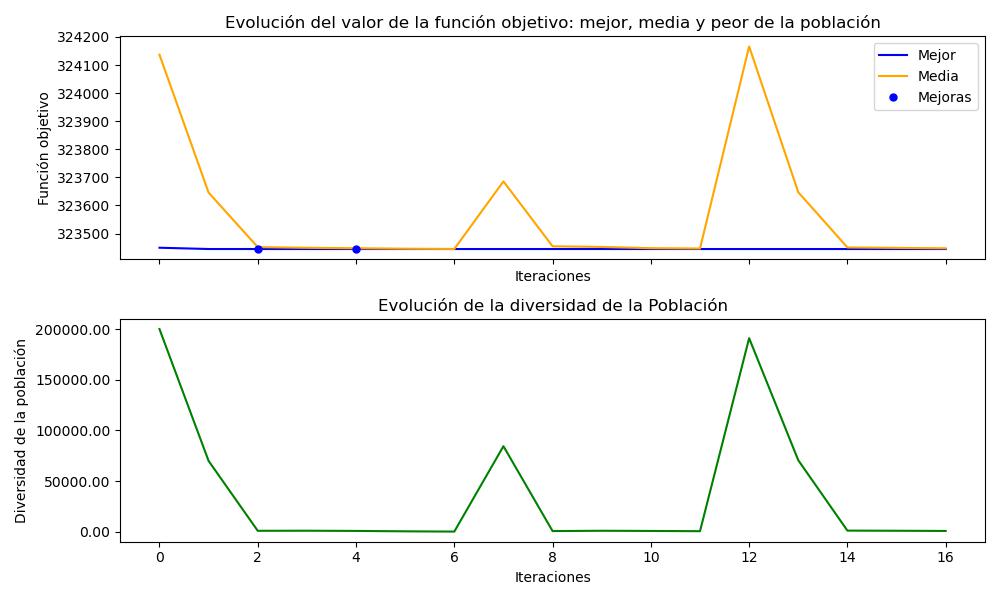 Evolución del valor de la función objetivo: mejor, media y peor de la población
Función objetivo
324200
324100
324000
323900
323800
323700
323600
323500
Mejor
Media
Mejoras
Iteraciones
Evolución de la diversidad de la Población
Diversidad de la población
200000.00
150000.00
100000.00
50000.00
0.00
0 2 4 6 8 10 12 14 16
Iteraciones